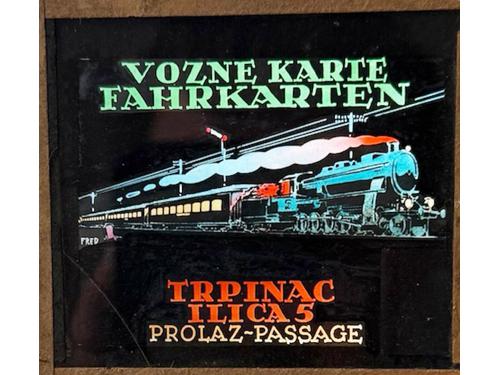 VOZNE KARTE
FAHRKARTEN
FRED
TRPINAC
ILICA 5
PROLAZ~PASSAGE